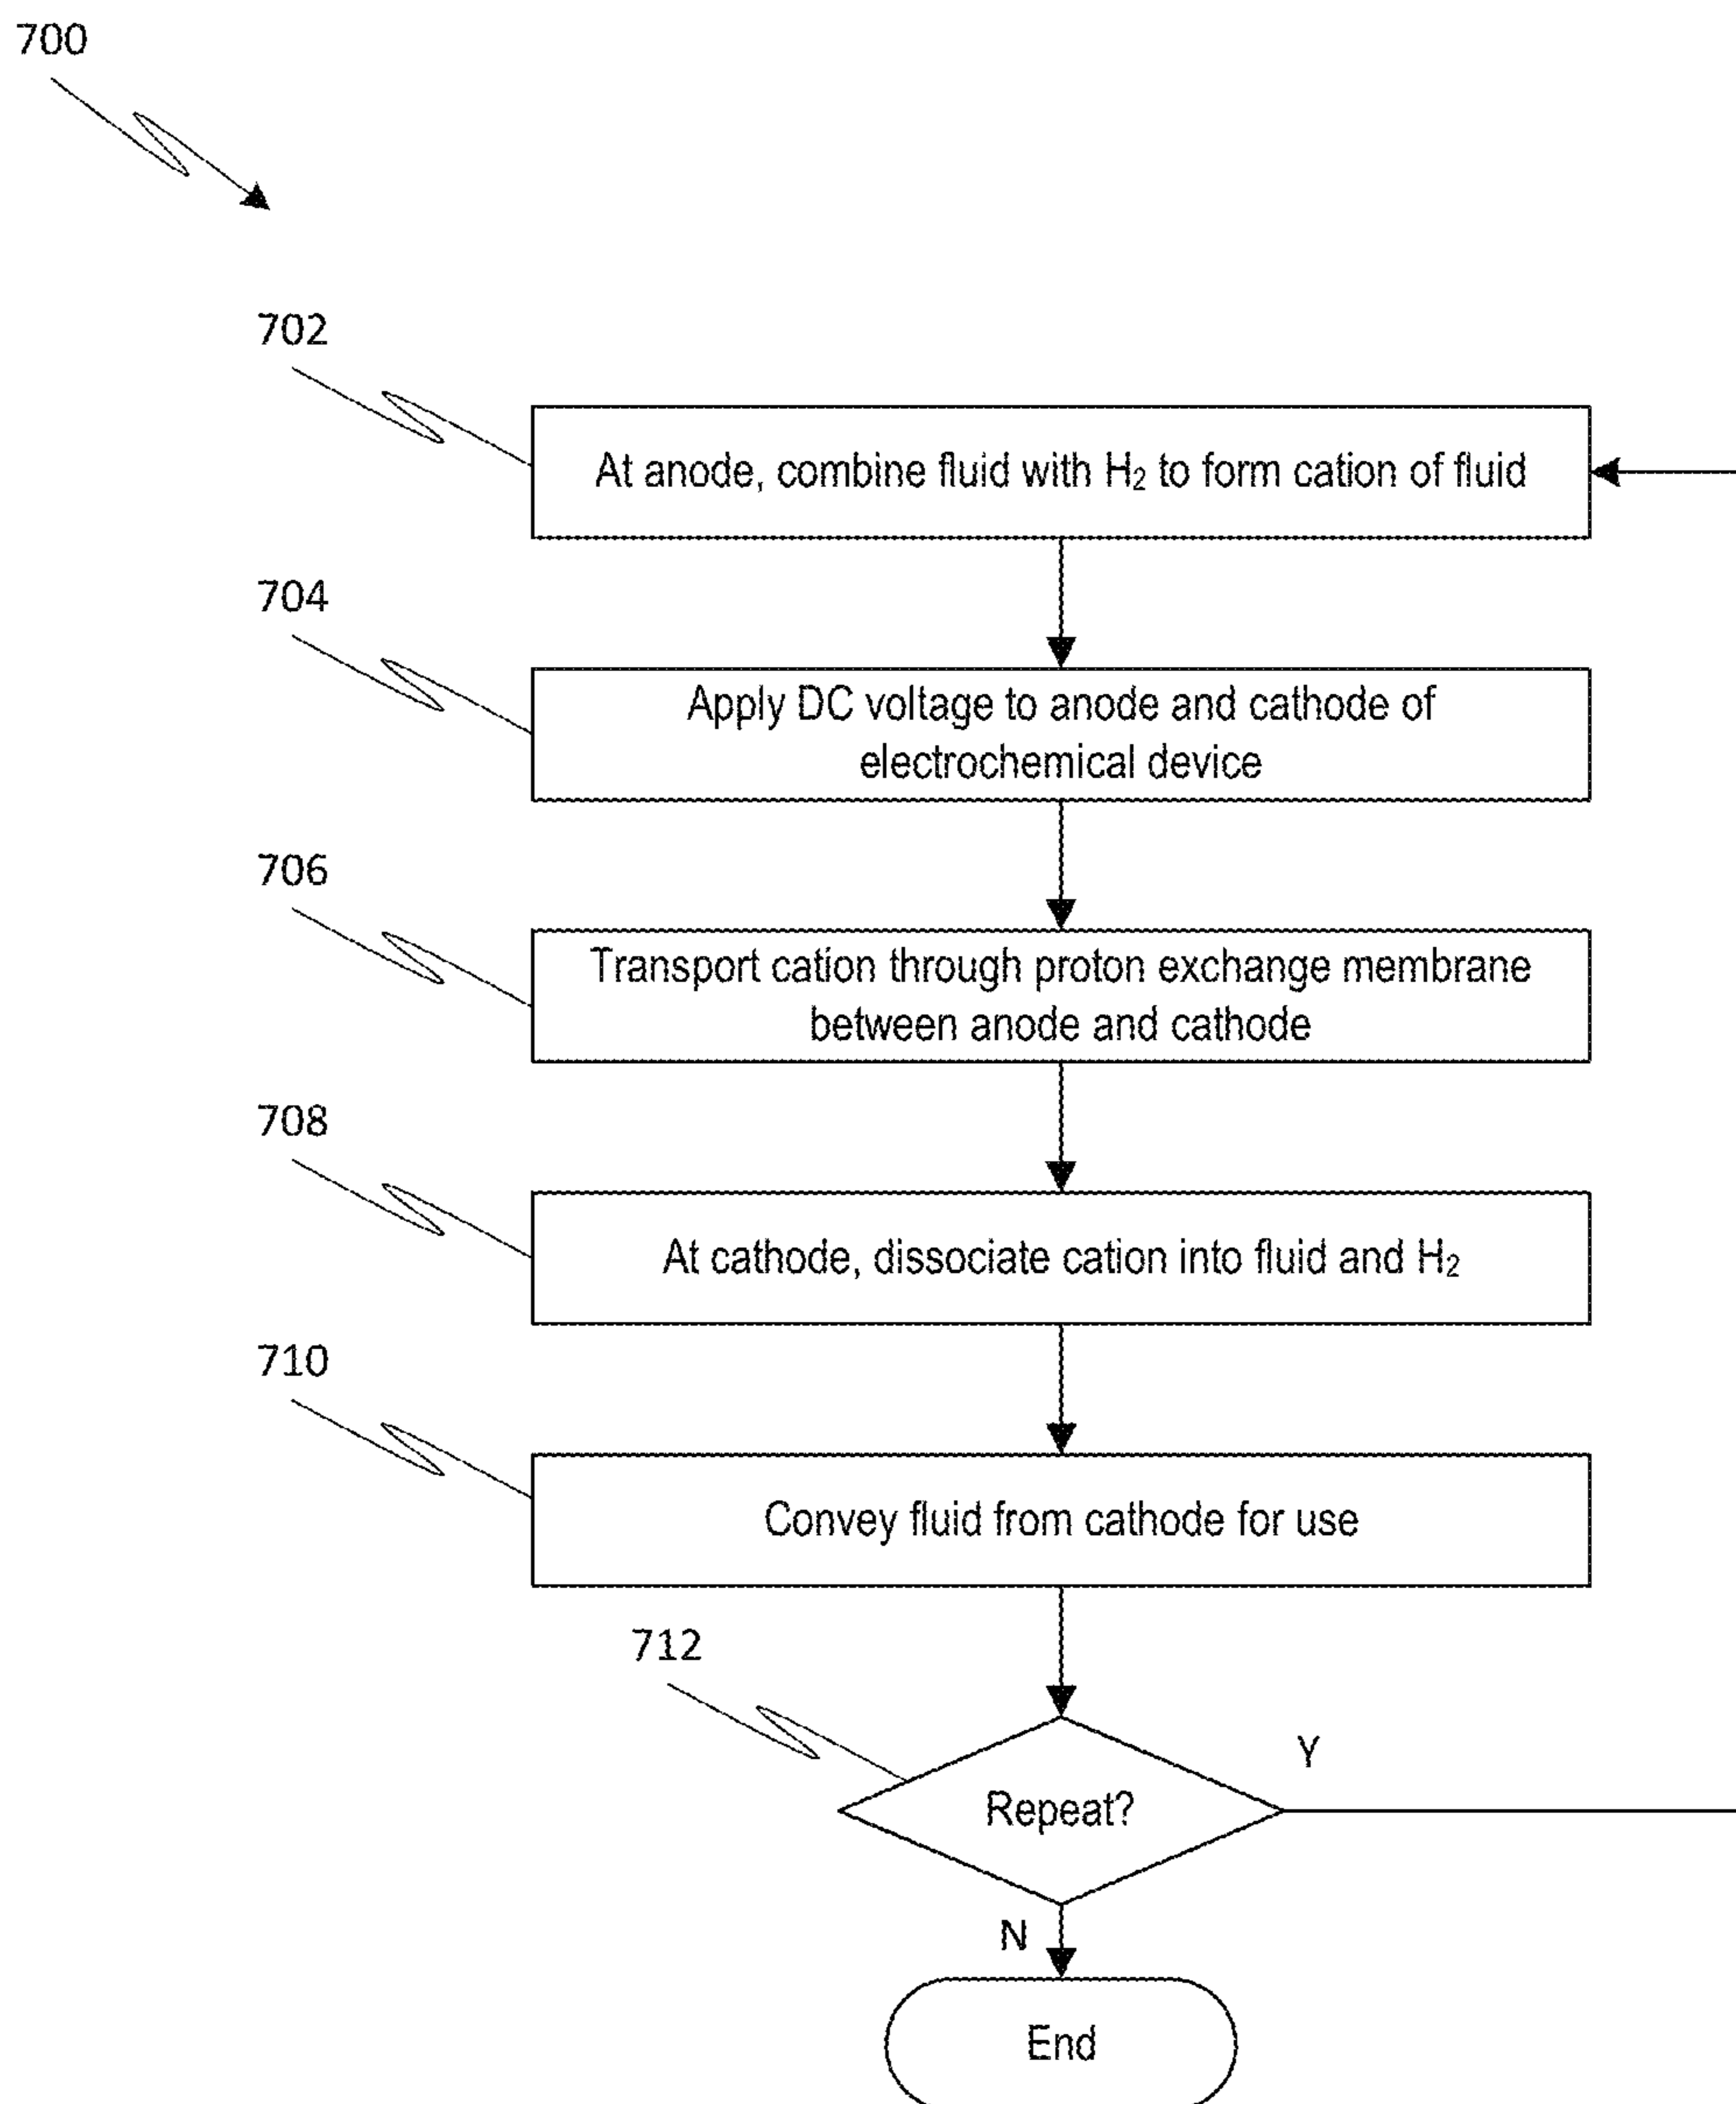 700
702
At anode, combine fluid with H₂ to form cation of fluid
704
Apply DC voltage to anode and cathode of
electrochemical device
706
Transport cation through proton exchange membrane
between anode and cathode
708
At cathode, dissociate cation into fluid and H₂
710
Convey fluid from cathode for use
712
Y
Repeat?
N
End